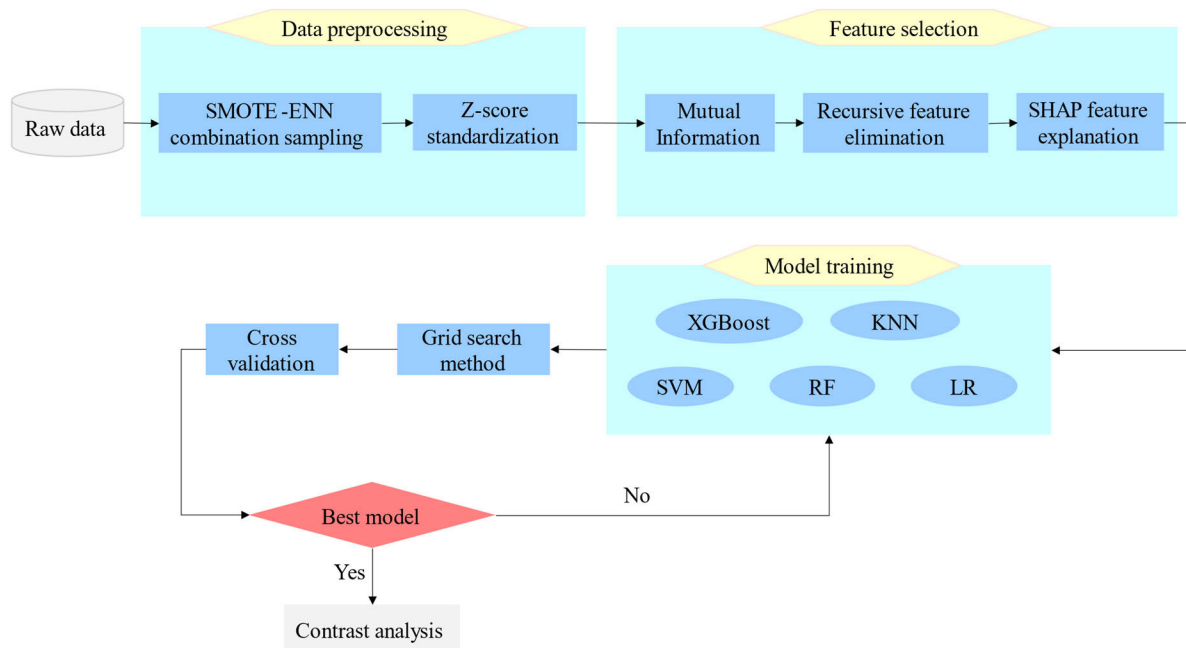 Data preprocessing
Feature selection
Raw data
SMOTE-ENN
combination sampling
Z-score
standardization
Mutual
Information
Recursive feature
elimination
SHAP feature
explanation
Model training
XGBoost
KNN
SVM
RF
LR
Grid search
method
Cross
validation
Best model
No
Yes
Contrast analysis